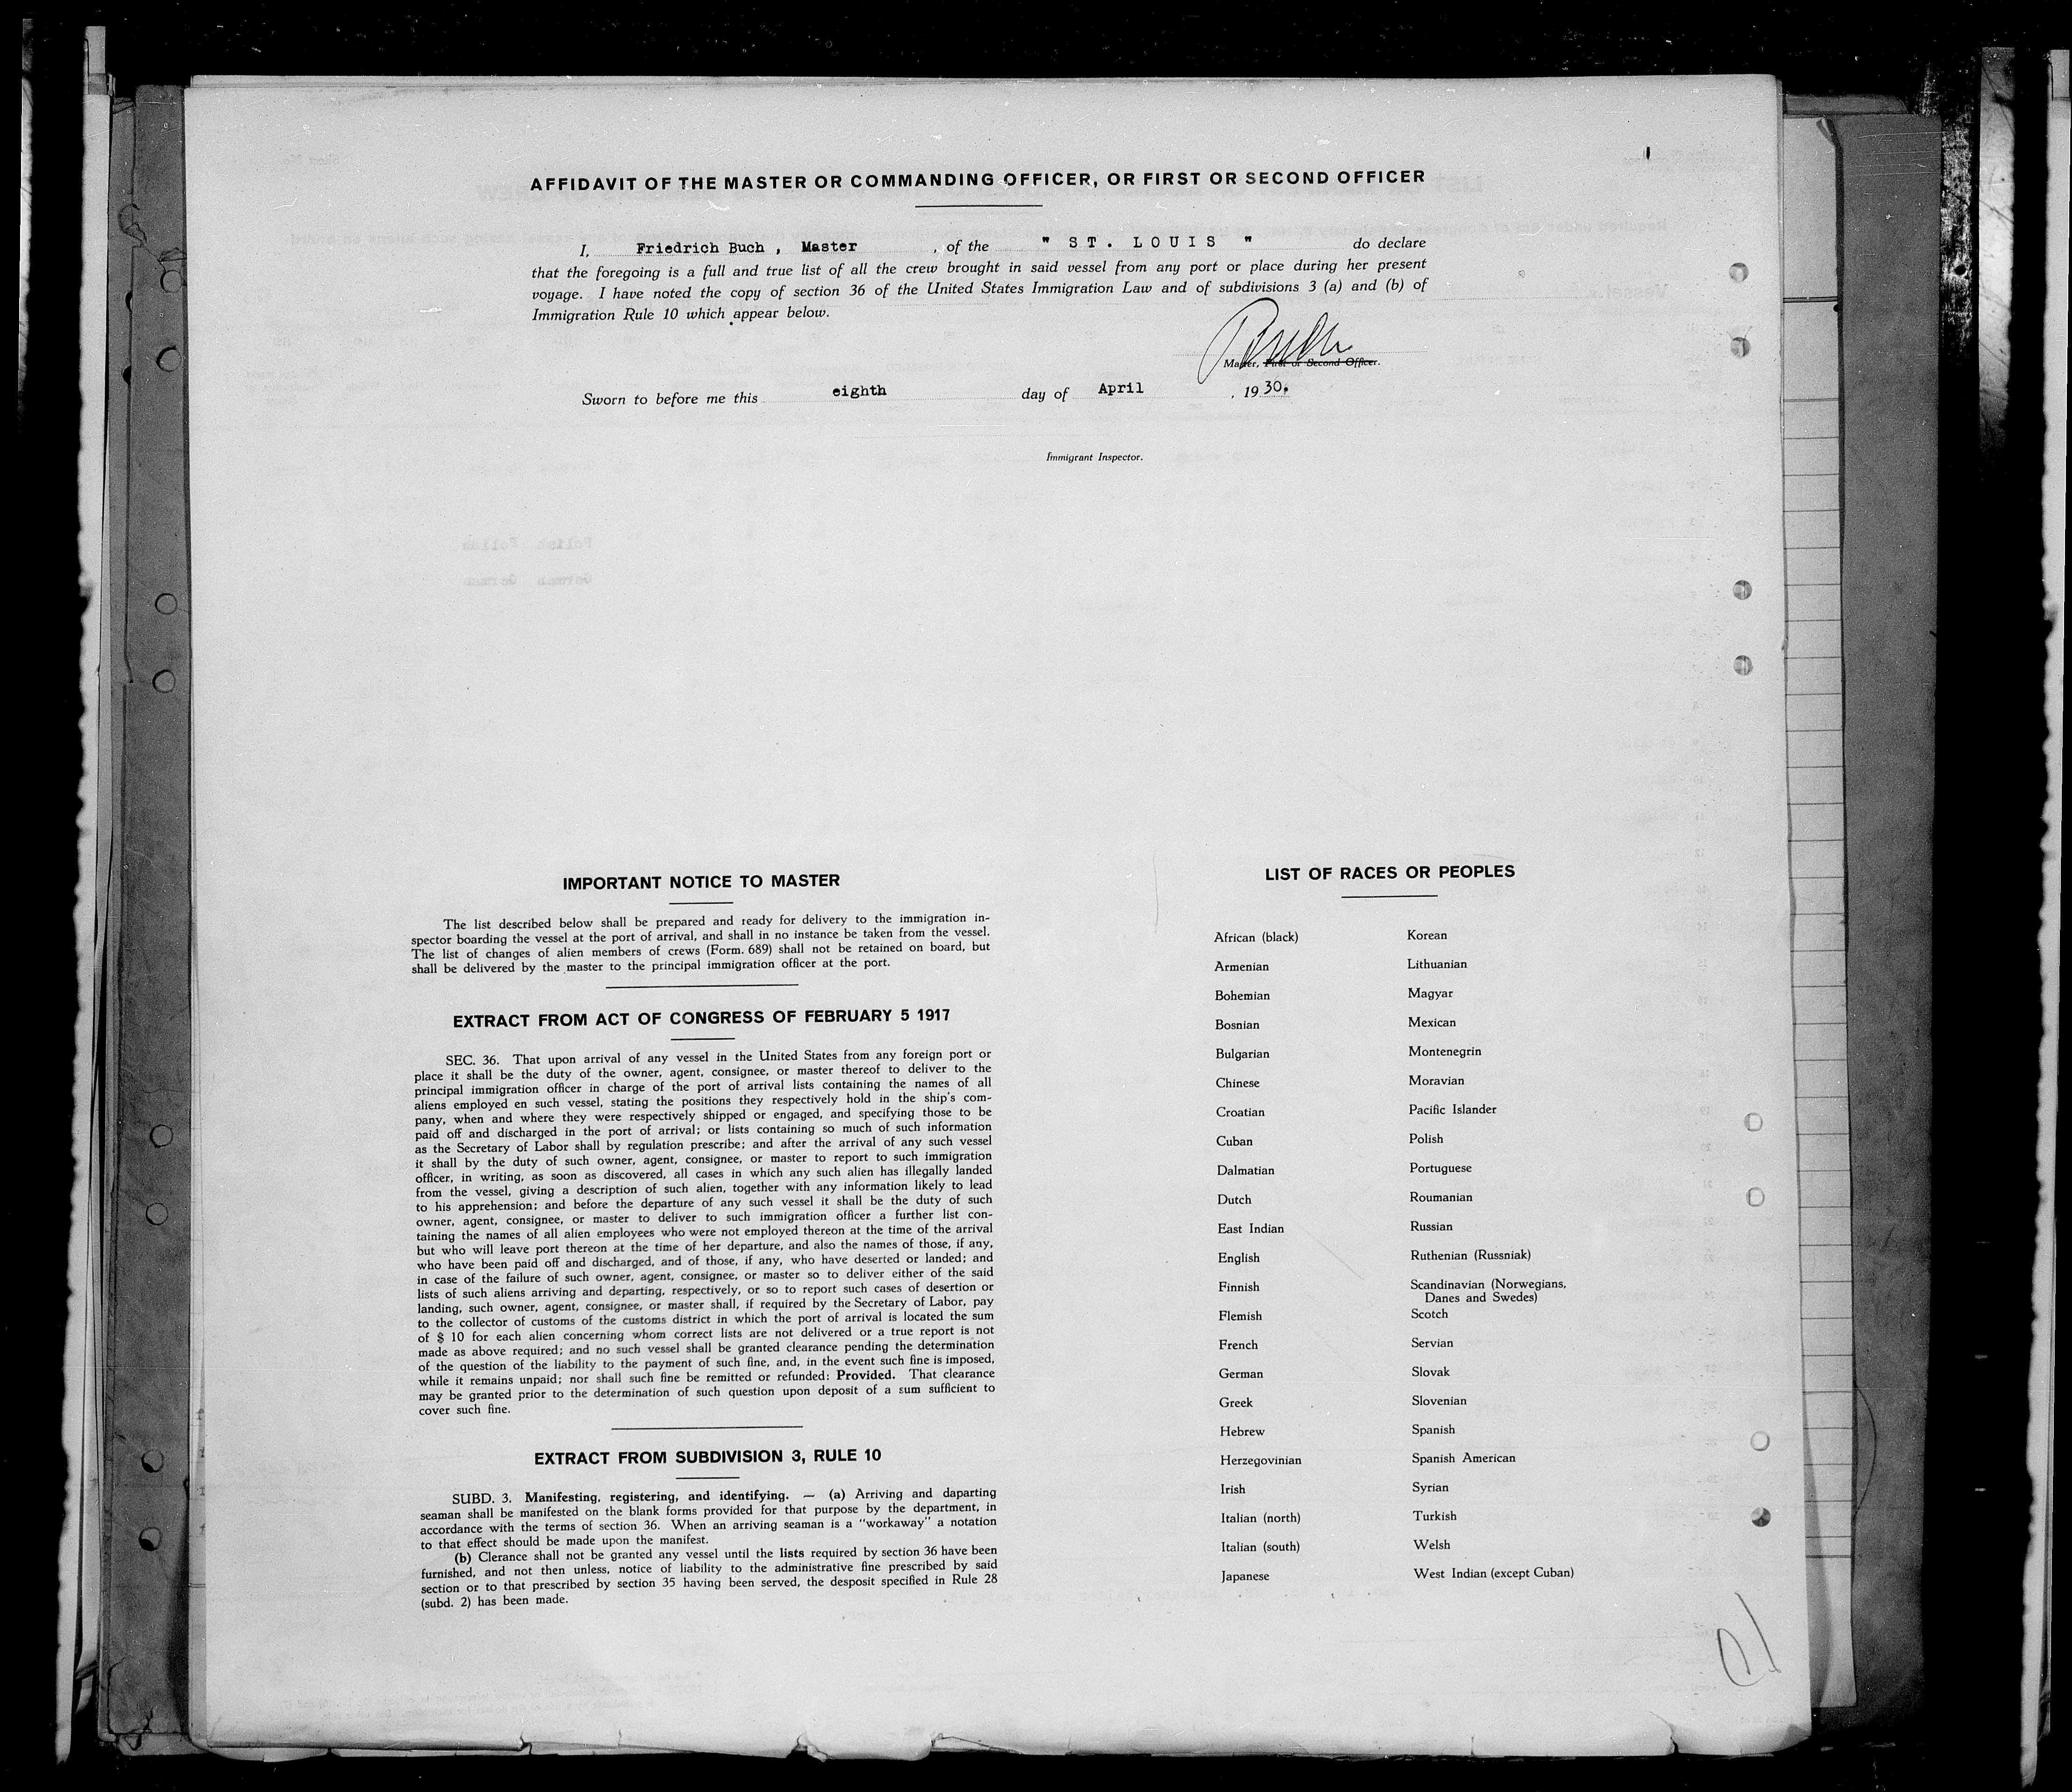 AFFIDAVIT OF THE MASTER OR COMMANDING OFFICER, OR FIRST OR SECOND OFFICER
I, Friedrich Buch , Master , of the " ST. LOUIS " do declare
that the foregoing is a full and true list of all the crew brought in said vessel from any port or place during her present
voyage. I have noted the copy of section 36 of the United States Immigration Law and of subdivisions 3 (a) and (b) of
Immigration Rule 10 which appear below.
Buch
Master, First or Second Officer.
Sworn to before me this eighth day of April , 1930.
Immigrant Inspector.
IMPORTANT NOTICE TO MASTER
The list described below shall be prepared and ready for delivery to the immigration in-
spector boarding the vessel at the port of arrival, and shall in no instance be taken from the vessel.
The list of changes of alien members of crews (Form. 689) shall not be retained on board, but
shall be delivered by the master to the principal immigration officer at the port.
EXTRACT FROM ACT OF CONGRESS OF FEBRUARY 5 1917
SEC. 36. That upon arrival of any vessel in the United States from any foreign port or
place it shall be the duty of the owner, agent, consignee, or master thereof to deliver to the
principal immigration officer in charge of the port of arrival lists containing the names of all
aliens employed en such vessel, stating the positions they respectively hold in the ship's com-
pany, when and where they were respectively shipped or engaged, and specifying those to be
paid off and discharged in the port of arrival; or lists containing so much of such information
as the Secretary of Labor shall by regulation prescribe; and after the arrival of any such vessel
it shall by the duty of such owner, agent, consignee, or master to report to such immigration
officer, in writing, as soon as discovered, all cases in which any such alien has illegally landed
from the vessel, giving a description of such alien, together with any information likely to lead
to his apprehension; and before the departure of any such vessel it shall be the duty of such
owner, agent, consignee, or master to deliver to such immigration officer a further list con-
taining the names of all alien employees who were not employed thereon at the time of the arrival
but who will leave port thereon at the time of her departure, and also the names of those, if any,
who have been paid off and discharged, and of those, if any, who have deserted or landed; and
in case of the failure of such owner, agent, consignee, or master so to deliver either of the said
lists of such aliens arriving and departing, respectively, or so to report such cases of desertion or
landing, such owner, agent, consignee, or master shall, if required by the Secretary of Labor, pay
to the collector of customs of the customs district in which the port of arrival is located the sum
of $ 10 for each alien concerning whom correct lists are not delivered or a true report is not
made as above required; and no such vessel shall be granted clearance pending the determination
of the question of the liability to the payment of such fine, and, in the event such fine is imposed,
while it remains unpaid; nor shall such fine be remitted or refunded: Provided. That clearance
may be granted prior to the determination of such question upon deposit of a sum sufficient to
cover such fine.
EXTRACT FROM SUBDIVISION 3, RULE 10
SUBD. 3. Manifesting, registering, and identifying. — (a) Arriving and daparting
seaman shall be manifested on the blank forms provided for that purpose by the department, in
accordance with the terms of section 36. When an arriving seaman is a "workaway" a notation
to that effect should be made upon the manifest.
(b) Clerance shall not be granted any vessel until the lists required by section 36 have been
furnished, and not then unless, notice of liability to the administrative fine prescribed by said
section or to that prescribed by section 35 having been served, the desposit specified in Rule 28
(subd. 2) has been made.
LIST OF RACES OR PEOPLES
African (black)
Armenian
Bohemian
Bosnian
Bulgarian
Chinese
Croatian
Cuban
Dalmatian
Dutch
East Indian
English
Finnish
Flemish
French
German
Greek
Hebrew
Herzegovinian
Irish
Italian (north)
Italian (south)
Japanese
Korean
Lithuanian
Magyar
Mexican
Montenegrin
Moravian
Pacific Islander
Polish
Portuguese
Roumanian
Russian
Ruthenian (Russniak)
Scandinavian (Norwegians,
Danes and Swedes)
Scotch
Servian
Slovak
Slovenian
Spanish
Spanish American
Syrian
Turkish
Welsh
West Indian (except Cuban)